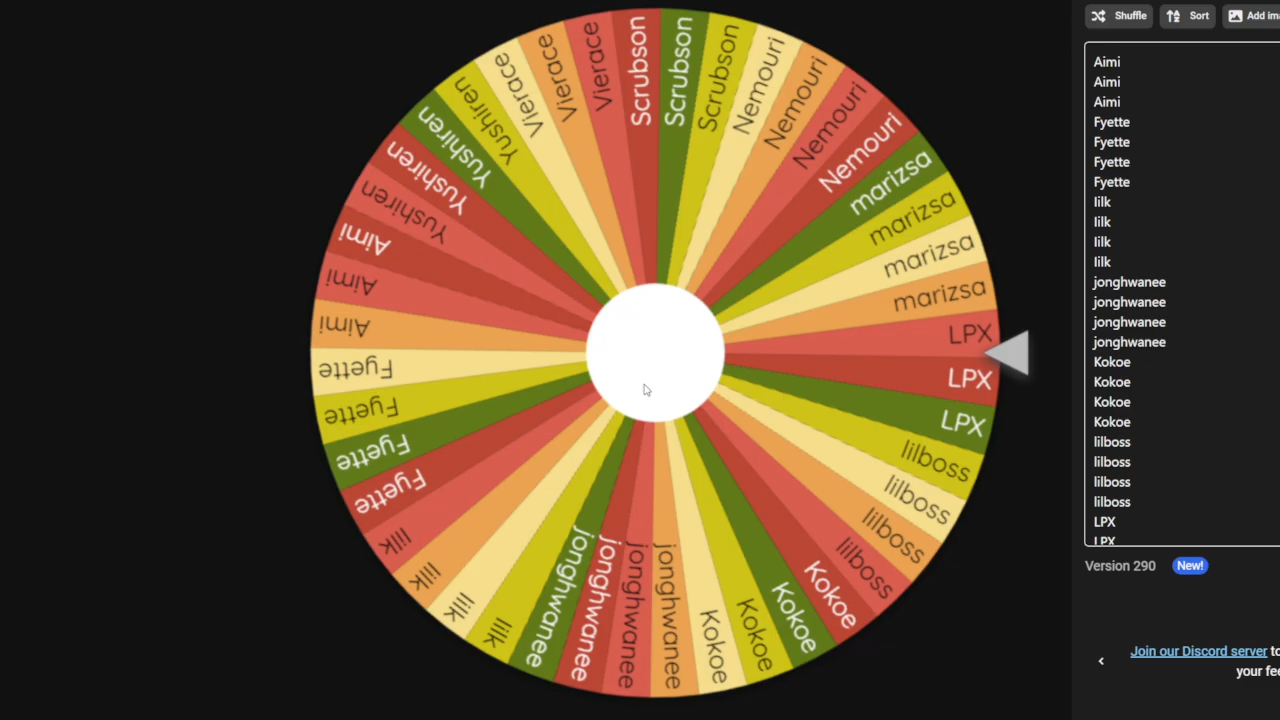 Shuffle
Sort
Add im
Scrubson
Scrubson
Scrubson
Nemouri
Nemouri
Nemouri
Nemouri
marizsa
marizsa
marizsa
marizsa
LPX
LPX
LPX
lilboss
lilboss
lilboss
lilboss
Kokoe
Kokoe
Kokoe
Kokoe
jonghwanee
jonghwanee
jonghwanee
jonghwanee
lilk
lilk
lilk
lilk
Fyette
Fyette
Fyette
Fyette
Aimi
Aimi
Aimi
Yushiren
Yushiren
Yushiren
Yushiren
Vierace
Vierace
Vierace
Aimi
Aimi
Aimi
Fyette
Fyette
Fyette
Fyette
lilk
lilk
lilk
lilk
jonghwanee
jonghwanee
jonghwanee
jonghwanee
Kokoe
Kokoe
Kokoe
Kokoe
lilboss
lilboss
lilboss
lilboss
LPX
LPX
Version 290 New!
Join our Discord server to
your fee